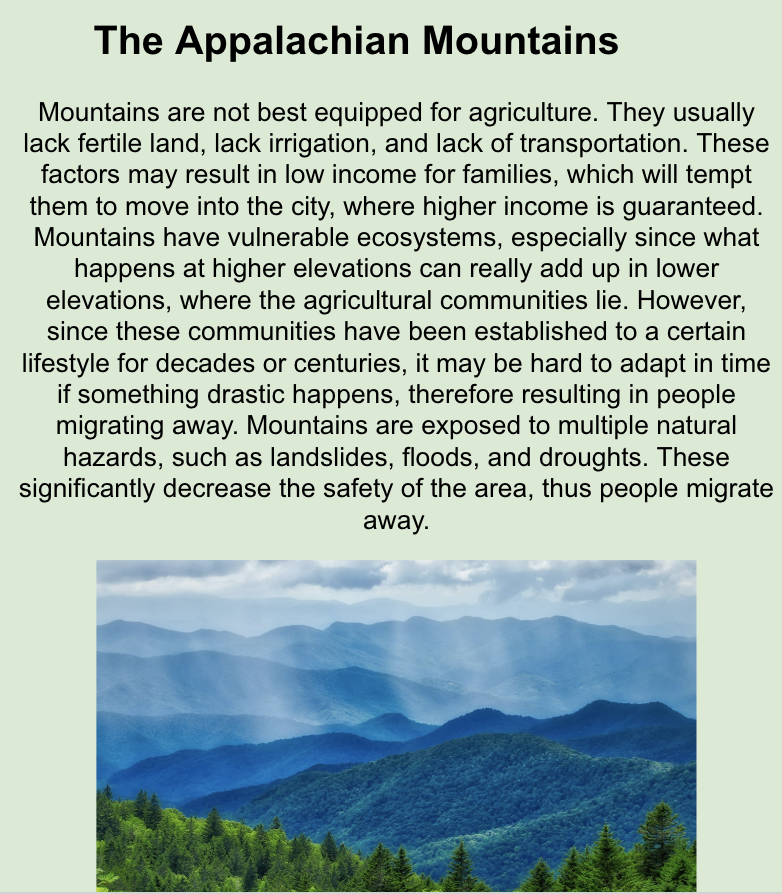 The Appalachian Mountains
Mountains are not best equipped for agriculture. They usually
lack fertile land, lack irrigation, and lack of transportation. These
factors may result in low income for families, which will tempt
them to move into the city, where higher income is guaranteed.
Mountains have vulnerable ecosystems, especially since what
happens at higher elevations can really add up in lower
elevations, where the agricultural communities lie. However,
since these communities have been established to a certain
lifestyle for decades or centuries, it may be hard to adapt in time
if something drastic happens, therefore resulting in people
migrating away. Mountains are exposed to multiple natural
hazards, such as landslides, floods, and droughts. These
significantly decrease the safety of the area, thus people migrate
away.